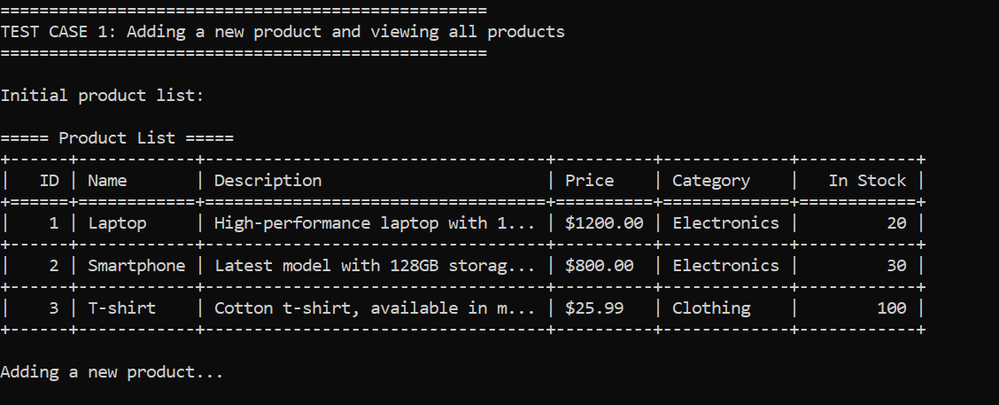 ==================================================
TEST CASE 1: Adding a new product and viewing all products
==================================================
Initial product list:
===== Product List =====
+------+------------+-----------------------------------+----------+-------------+------------+
|   ID | Name       | Description                       | Price    | Category    |   In Stock |
+======+============+===================================+==========+=============+============+
|    1 | Laptop     | High-performance laptop with 1... | $1200.00 | Electronics |         20 |
+------+------------+-----------------------------------+----------+-------------+------------+
|    2 | Smartphone | Latest model with 128GB storag... | $800.00  | Electronics |         30 |
+------+------------+-----------------------------------+----------+-------------+------------+
|    3 | T-shirt    | Cotton t-shirt, available in m... | $25.99   | Clothing    |        100 |
+------+------------+-----------------------------------+----------+-------------+------------+
Adding a new product...